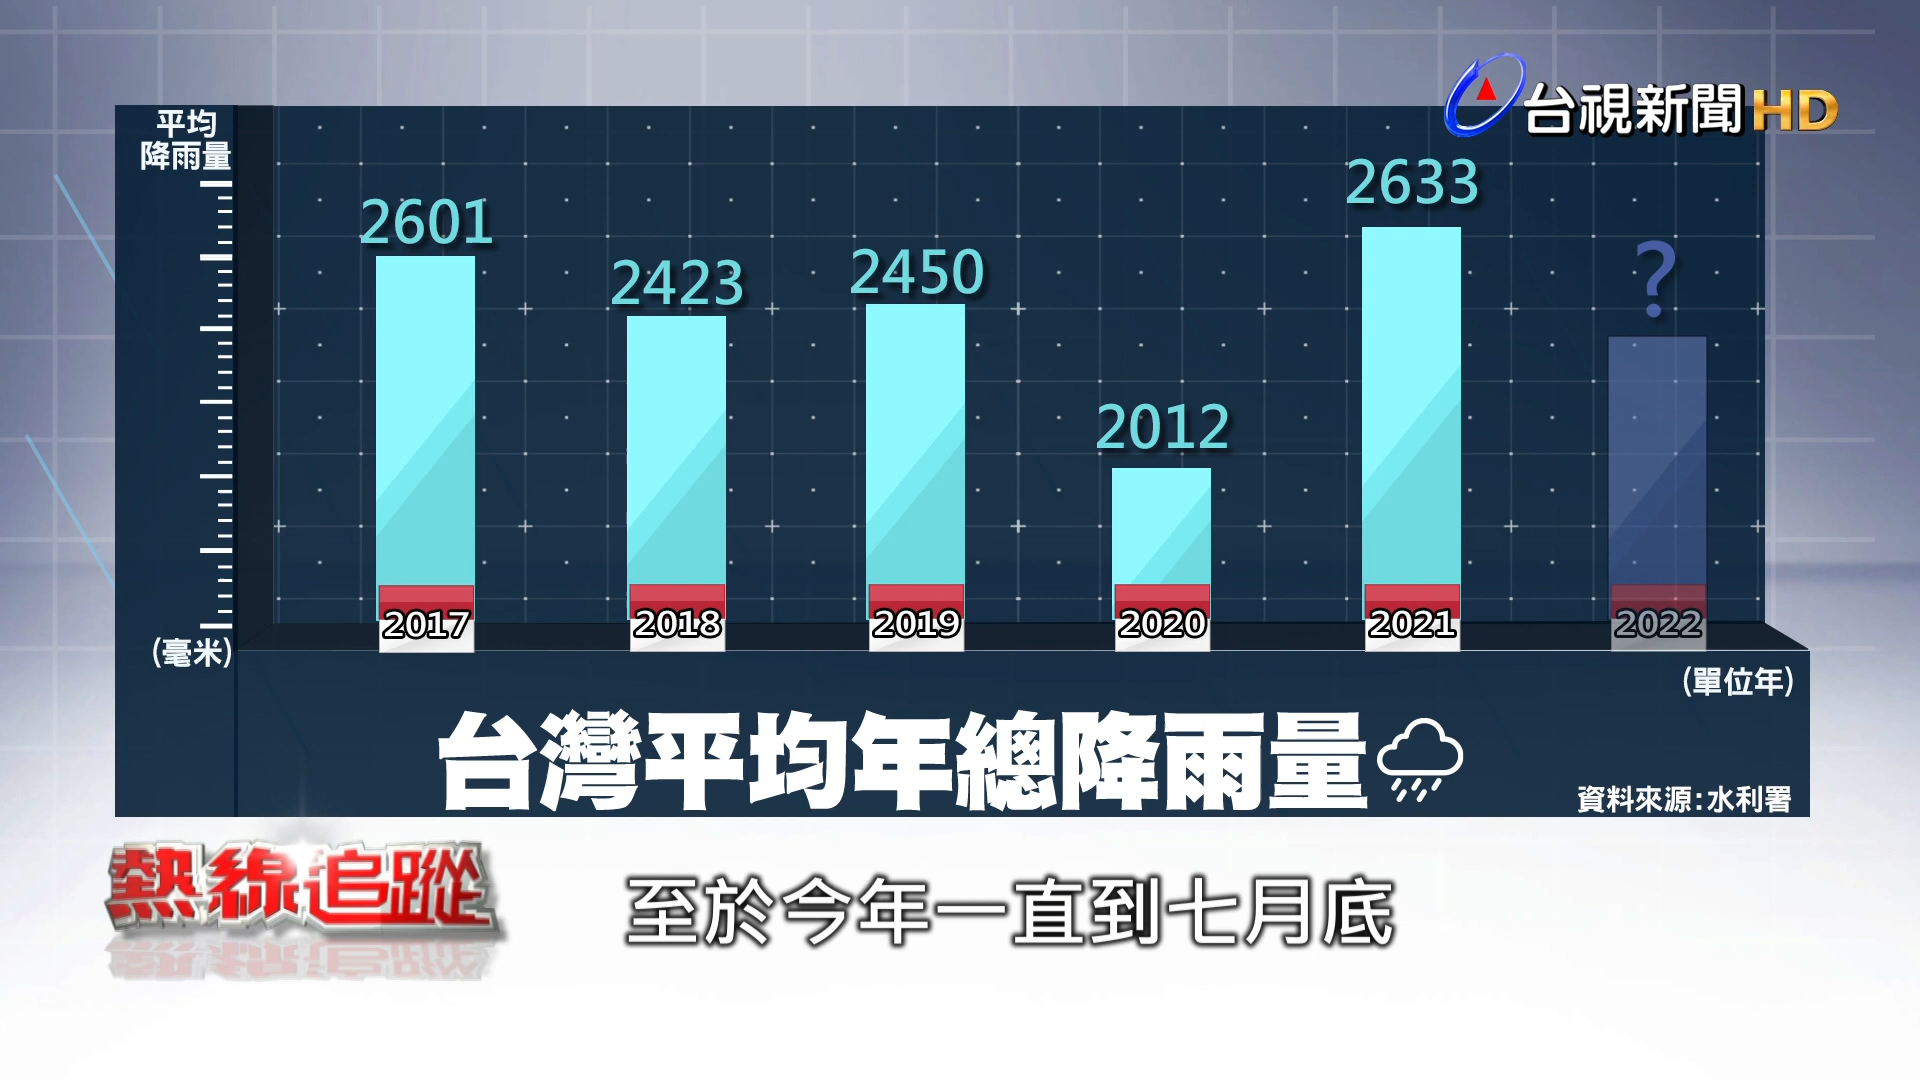 台視新聞HD
平均
降雨量
2601
2423
2450
2012
2633
?
2017
2018
2019
2020
2021
2022
(毫米)
(單位年)
台灣平均年總降雨量
資料來源:水利署
熱線追蹤
至於今年一直到七月底